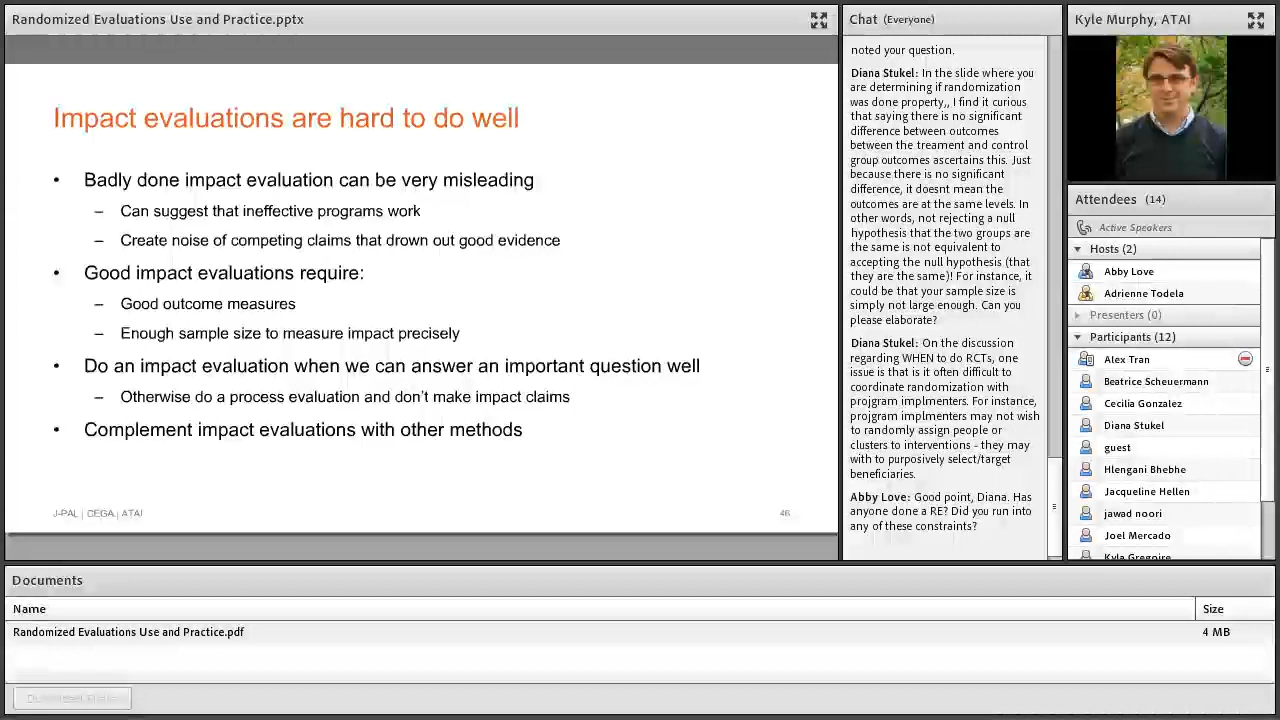 Randomized Evaluations Use and Practice.pptx
Impact evaluations are hard to do well
• Badly done impact evaluation can be very misleading
– Can suggest that ineffective programs work
– Create noise of competing claims that drown out good evidence
• Good impact evaluations require:
– Good outcome measures
– Enough sample size to measure impact precisely
• Do an impact evaluation when we can answer an important question well
– Otherwise do a process evaluation and don't make impact claims
• Complement impact evaluations with other methods
J-PAL | CEGA | ATAI
46
Chat (Everyone)
noted your question.
Diana Stukel: In the slide where you
are determining if randomization
was done property,, I find it curious
that saying there is no significant
difference between outcomes
between the treament and control
group outcomes ascertains this. Just
because there is no significant
difference, it doesnt mean the
outcomes are at the same levels. In
other words, not rejecting a null
hypothesis that the two groups are
the same is not equivalent to
accepting the null hypothesis (that
they are the same)! For instance, it
could be that your sample size is
simply not large enough. Can you
please elaborate?
Diana Stukel: On the discussion
regarding WHEN to do RCTs, one
issue is that is it often difficult to
coordinate randomization with
projgram implmenters. For instance,
projgram implmenters may not wish
to randomly assign people or
clusters to interventions - they may
with to purposively select/target
beneficiaries.
Abby Love: Good point, Diana. Has
anyone done a RE? Did you run into
any of these constraints?
Kyle Murphy, ATAI
Attendees (14)
Active Speakers
Hosts (2)
Abby Love
Adrienne Todela
Presenters (0)
Participants (12)
Alex Tran
Beatrice Scheuermann
Cecilia Gonzalez
Diana Stukel
guest
Hlengani Bhebhe
Jacqueline Hellen
jawad noori
Joel Mercado
Kyla Gregoire
Documents
Name
Size
Randomized Evaluations Use and Practice.pdf
4 MB